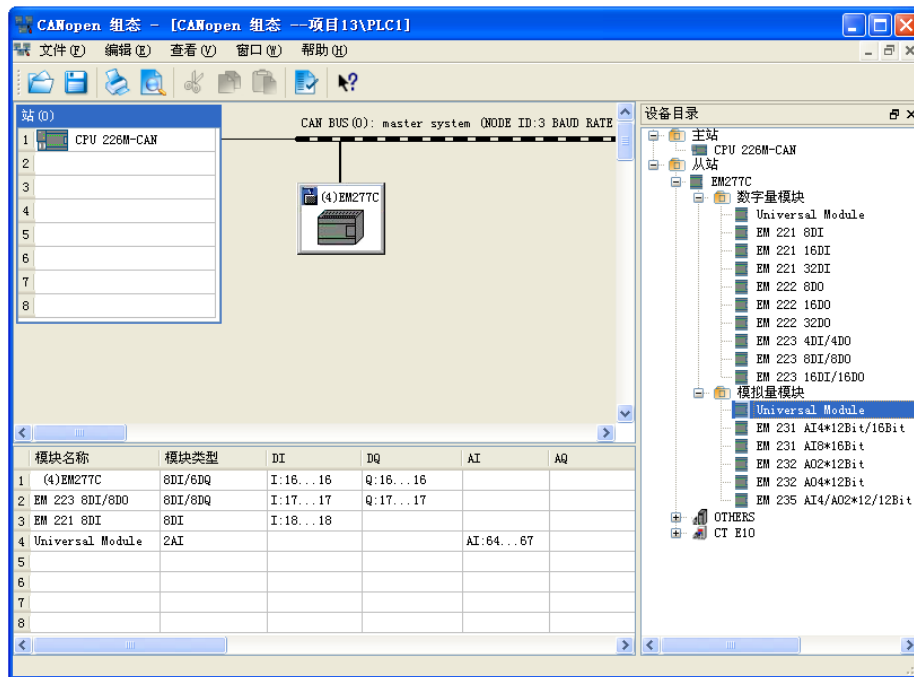 CANopen 组态 - [CANopen 组态 --项目13\PLC1]
文件(F) 编辑(E) 查看(V) 窗口(W) 帮助(H)
站(0)
1 CPU 226M-CAN
2
3
4
5
6
7
8
CAN BUS(0): master system (NODE ID:3 BAUD RATE
(4)EM277C
模块名称 模块类型 DI DQ AI AQ
1 (4)EM277C 8DI/6DQ I:16...16 Q:16...16
2 EM 223 8DI/8DO 8DI/8DQ I:17...17 Q:17...17
3 EM 221 8DI 8DI I:18...18
4 Universal Module 2AI AI:64...67
5
6
7
8
设备目录
主站
CPU 226M-CAN
从站
EM277C
数字量模块
Universal Module
EM 221 8DI
EM 221 16DI
EM 221 32DI
EM 222 8DO
EM 222 16DO
EM 222 32DO
EM 223 4DI/4DO
EM 223 8DI/8DO
EM 223 16DI/16DO
模拟量模块
Universal Module
EM 231 AI4*12Bit/16Bit
EM 231 AI8*16Bit
EM 232 AO2*12Bit
EM 232 AO4*12Bit
EM 235 AI4/AO2*12/12Bit
OTHERS
CT E10